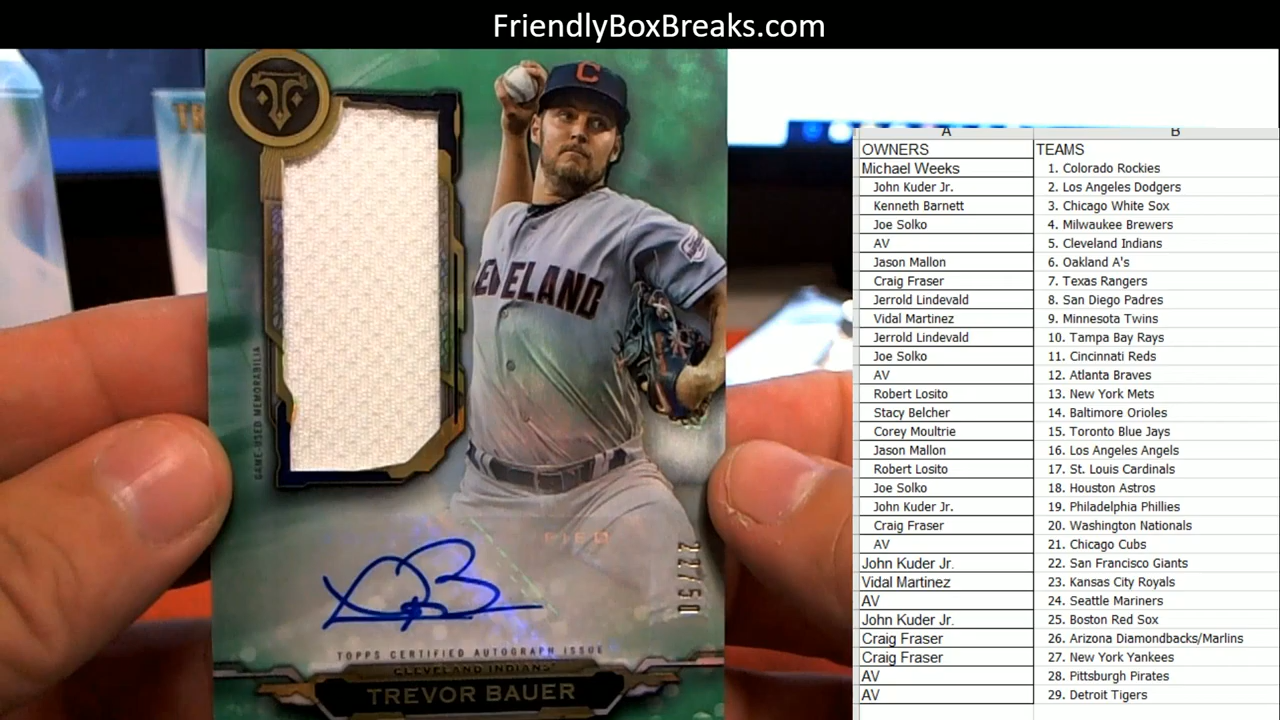 FriendlyBoxBreaks.com
C
CLEVELAND
GAME-USED MEMORABILIA
22/50
TOPPS CERTIFIED AUTOGRAPH ISSUE
CLEVELAND INDIANS
TREVOR BAUER
A B
OWNERS TEAMS
Michael Weeks 1. Colorado Rockies
John Kuder Jr. 2. Los Angeles Dodgers
Kenneth Barnett 3. Chicago White Sox
Joe Solko 4. Milwaukee Brewers
AV 5. Cleveland Indians
Jason Mallon 6. Oakland A's
Craig Fraser 7. Texas Rangers
Jerrold Lindevald 8. San Diego Padres
Vidal Martinez 9. Minnesota Twins
Jerrold Lindevald 10. Tampa Bay Rays
Joe Solko 11. Cincinnati Reds
AV 12. Atlanta Braves
Robert Losito 13. New York Mets
Stacy Belcher 14. Baltimore Orioles
Corey Moultrie 15. Toronto Blue Jays
Jason Mallon 16. Los Angeles Angels
Robert Losito 17. St. Louis Cardinals
Joe Solko 18. Houston Astros
John Kuder Jr. 19. Philadelphia Phillies
Craig Fraser 20. Washington Nationals
AV 21. Chicago Cubs
John Kuder Jr. 22. San Francisco Giants
Vidal Martinez 23. Kansas City Royals
AV 24. Seattle Mariners
John Kuder Jr. 25. Boston Red Sox
Craig Fraser 26. Arizona Diamondbacks/Marlins
Craig Fraser 27. New York Yankees
AV 28. Pittsburgh Pirates
AV 29. Detroit Tigers